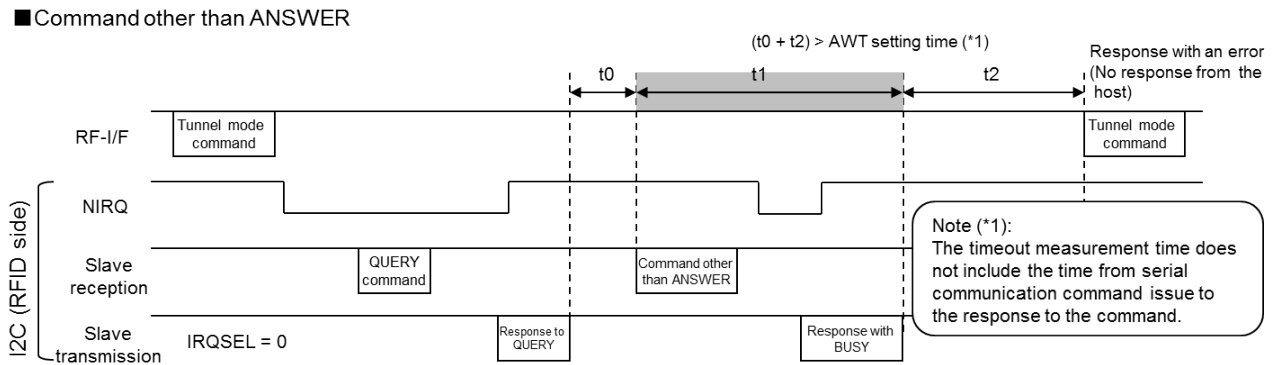 ■Command other than ANSWER
(t0 + t2) > AWT setting time (*1)
Response with an error
(No response from the
host)
t0
t1
t2
RF-I/F
Tunnel mode
command
Tunnel mode
command
I2C (RFID side)
NIRQ
Note (*1):
The timeout measurement time does
not include the time from serial
communication command issue to
the response to the command.
Slave
reception
QUERY
command
Command other
than ANSWER
Slave
transmission
IRQSEL = 0
Response to
QUERY
Response with
BUSY